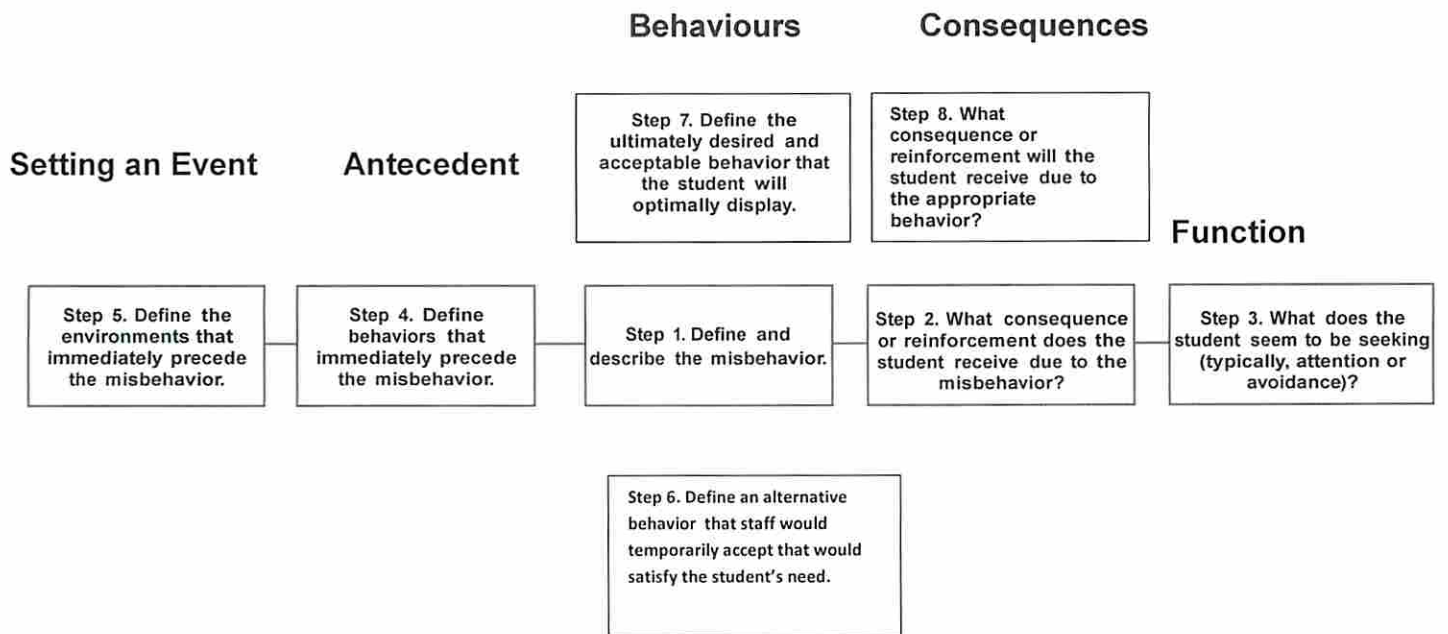 Behaviours
Consequences
Step 7. Define the
ultimately desired and
acceptable behavior that
the student will
optimally display.
Step 8. What
consequence or
reinforcement will the
student receive due to
the appropriate
behavior?
Setting an Event
Antecedent
Function
Step 5. Define the
environments that
immediately precede
the misbehavior.
Step 4. Define
behaviors that
immediately precede
the misbehavior.
Step 1. Define and
describe the misbehavior.
Step 2. What consequence
or reinforcement does the
student receive due to the
misbehavior?
Step 3. What does the
student seem to be seeking
(typically, attention or
avoidance)?
Step 6. Define an alternative
behavior that staff would
temporarily accept that would
satisfy the student’s need.